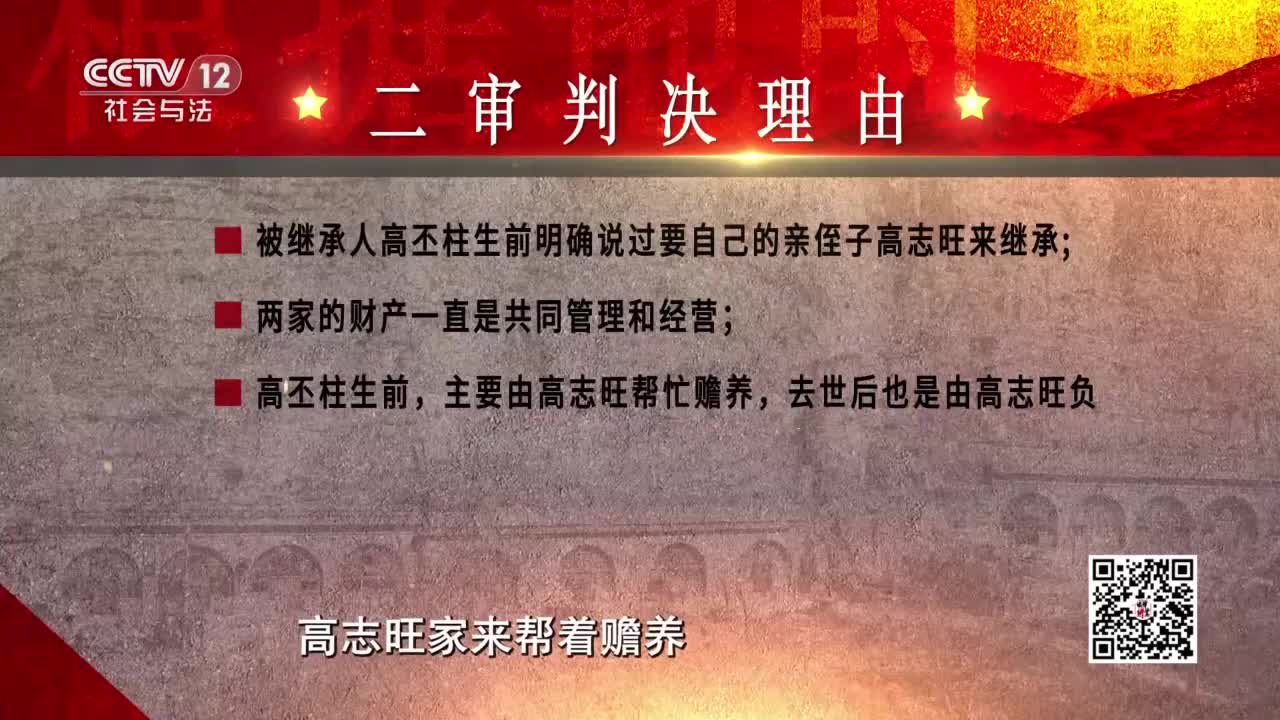 根据地的
CCTV 12
社会与法
二审判决理由
被继承人高丕柱生前明确说过要自己的亲侄子高志旺来继承;
两家的财产一直是共同管理和经营;
高丕柱生前，主要由高志旺帮忙赡养，去世后也是由高志旺负
高志旺家来帮着赡养